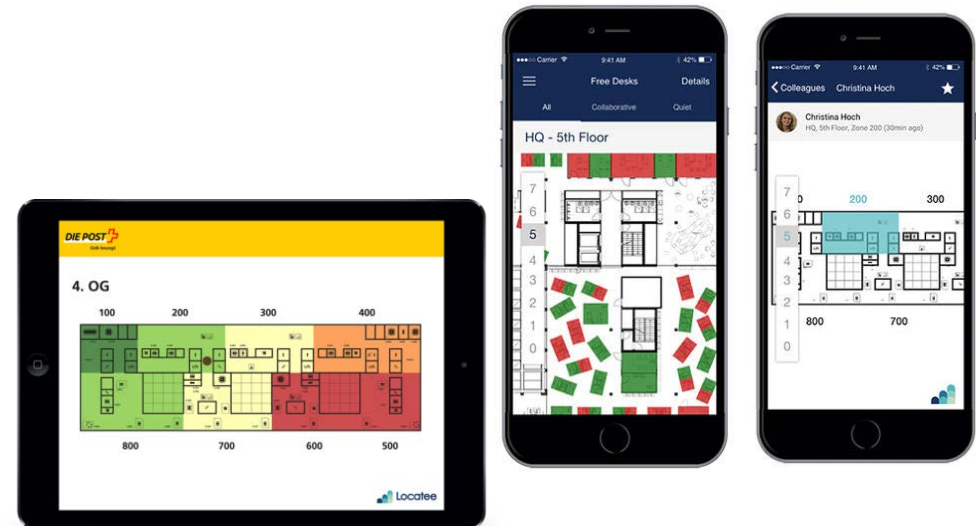 DIE POST
Gelb bewegt.
4. OG
100 200 300 400
800 700 600 500
Locatee
Carrier 9:41 AM 42%
Free Desks Details
All Collaborative Quiet
HQ - 5th Floor
7
6
5
4
3
2
1
0
Carrier 9:41 AM 42%
Colleagues Christina Hoch
Christina Hoch
HQ, 5th Floor, Zone 200 (30min ago)
0 200 300
7
6
5
4
3
2
1
0
800 700